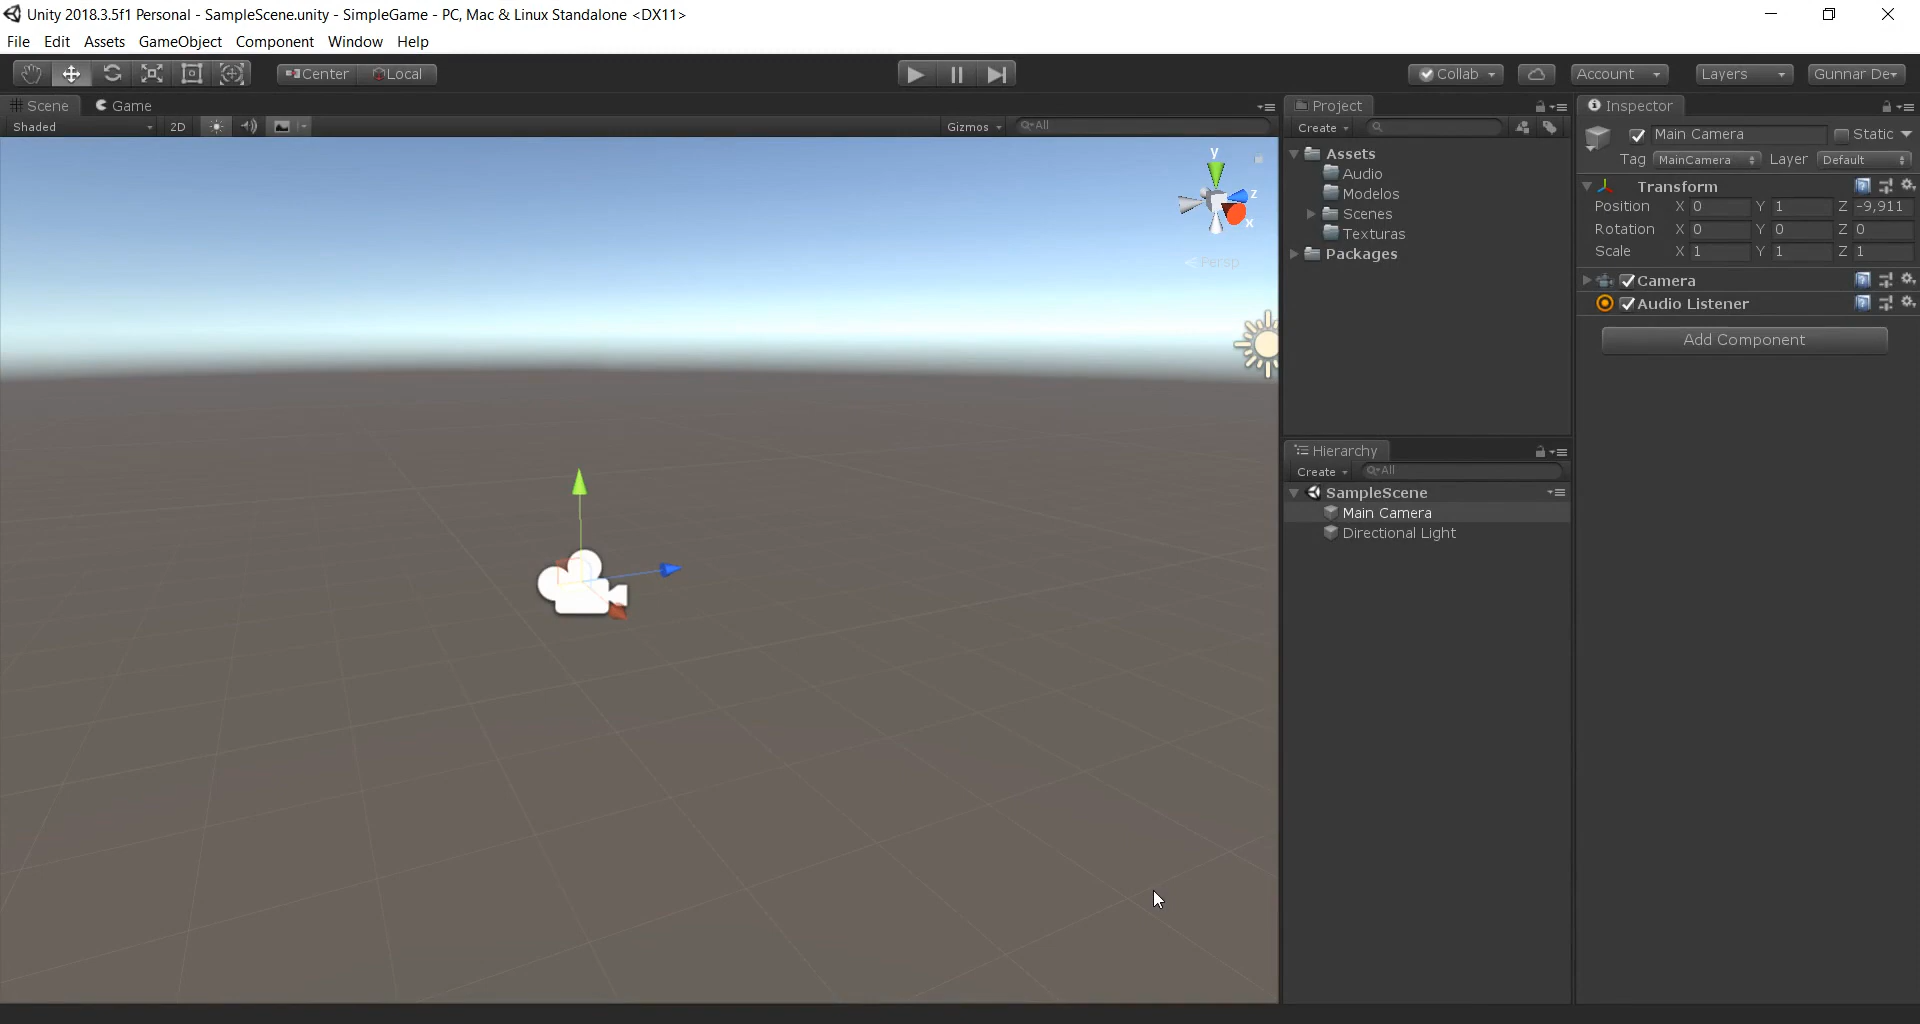 Unity 2018.3.5f1 Personal - SampleScene.unity - SimpleGame - PC, Mac & Linux Standalone <DX11>
File Edit Assets GameObject Component Window Help
Center Local Collab Account Layers Gunnar De
Scene Game
Shaded 2D Gizmos All
y
z
x
Persp
Project
Create
Assets
Audio
Modelos
Scenes
Texturas
Packages
Hierarchy
Create All
SampleScene
Main Camera
Directional Light
Inspector
Main Camera Static
Tag MainCamera Layer Default
Transform
Position X 0 Y 1 Z -9,911
Rotation X 0 Y 0 Z 0
Scale X 1 Y 1 Z 1
Camera
Audio Listener
Add Component